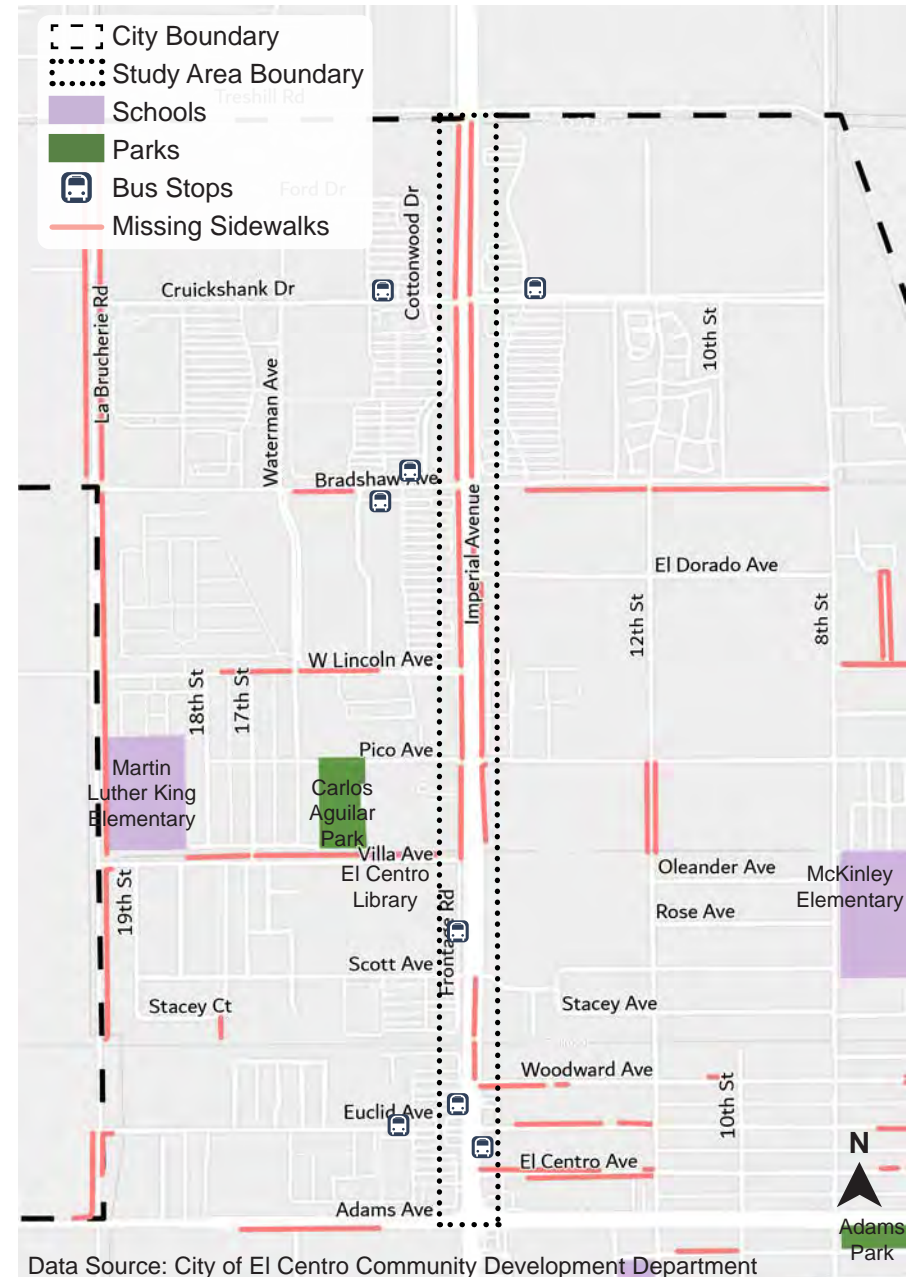 City Boundary
Study Area Boundary
Treshill Rd
Schools
Parks
Bus Stops
Ford Dr
Missing Sidewalks
Cottonwood Dr
Cruickshank Dr
La Brucherie Rd
10th St
Waterman Ave
Bradshaw Ave
Imperial Avenue
El Dorado Ave
12th St
8th St
W Lincoln Ave
18th St
17th St
Pico Ave
Martin
Luther King
Elementary
Carlos
Aguilar
Park
Villa Ave
El Centro
Library
Oleander Ave
McKinley
Elementary
19th St
Rose Ave
Frontage Rd
Scott Ave
Stacey Ct
Stacey Ave
Woodward Ave
10th St
Euclid Ave
N
El Centro Ave
Adams Ave
Adams
Park
Data Source: City of El Centro Community Development Department